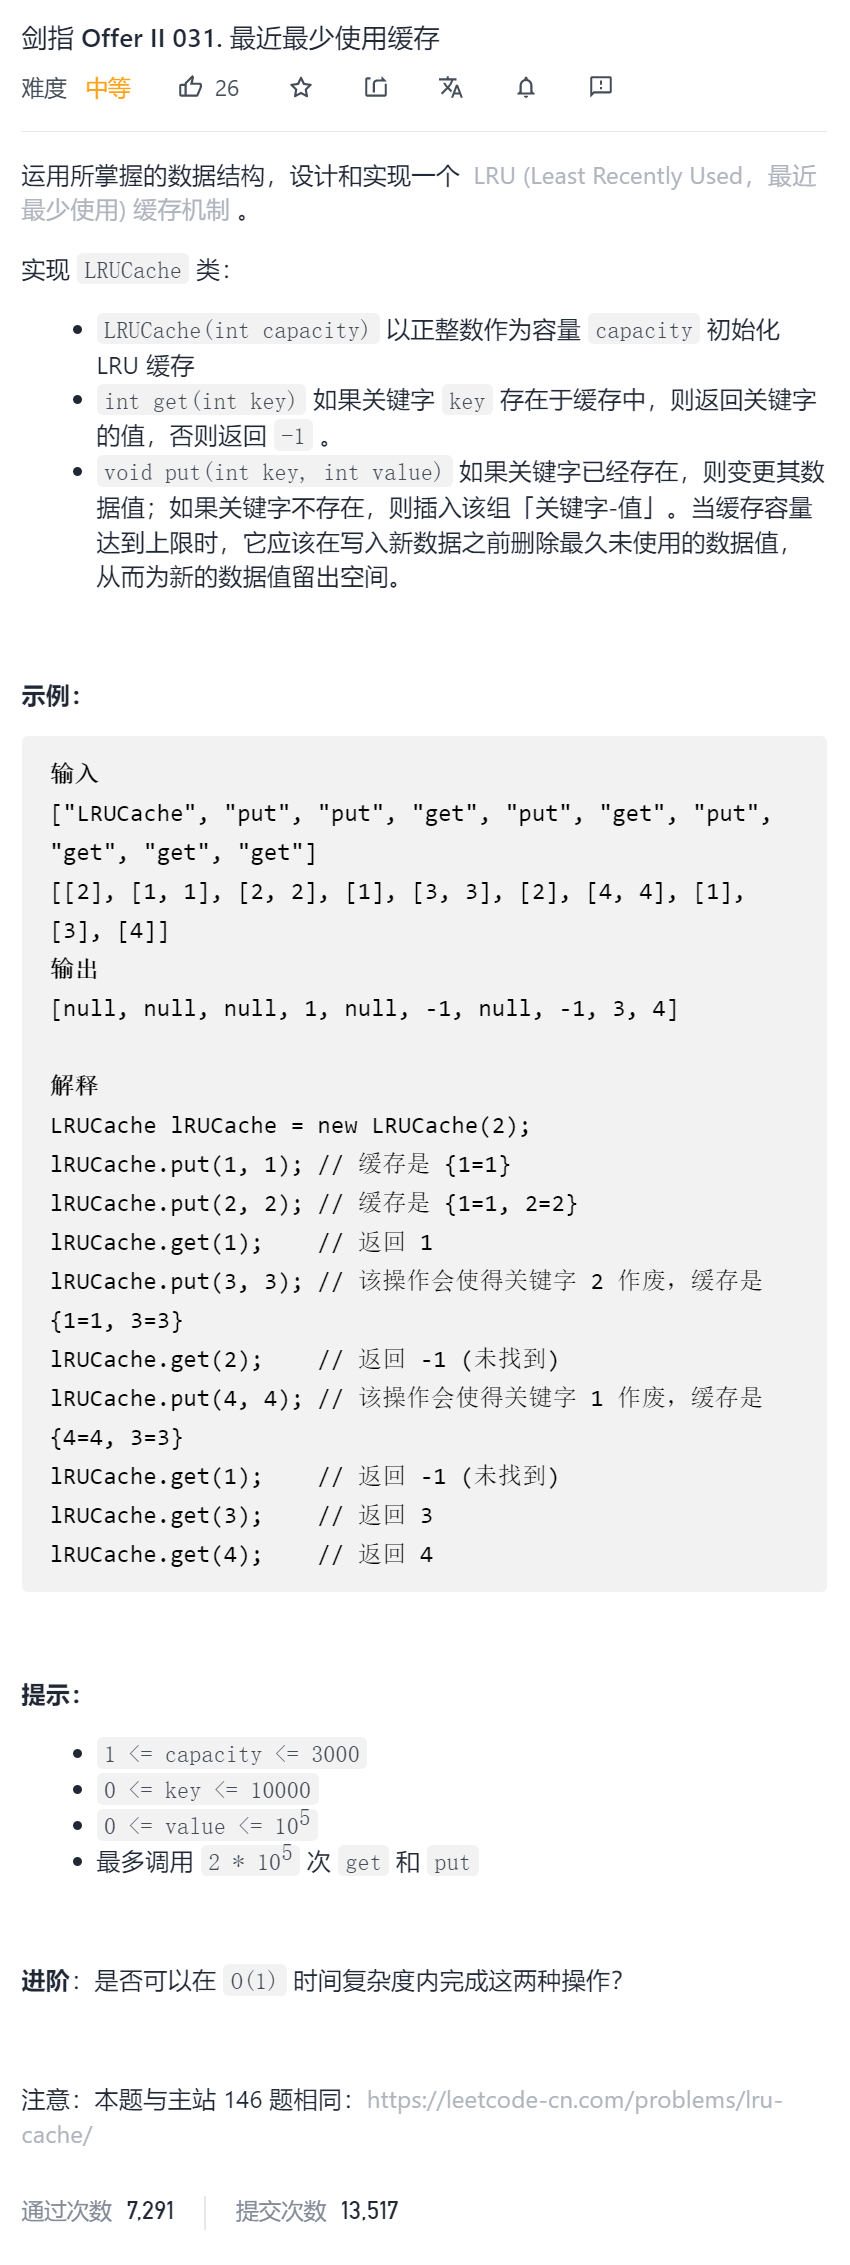 剑指 Offer II 031. 最近最少使用缓存
难度 中等 26
运用所掌握的数据结构，设计和实现一个 LRU (Least Recently Used，最近
最少使用) 缓存机制 。
实现 LRUCache 类：
LRUCache(int capacity) 以正整数作为容量 capacity 初始化
LRU 缓存
int get(int key) 如果关键字 key 存在于缓存中，则返回关键字
的值，否则返回 -1 。
void put(int key, int value) 如果关键字已经存在，则变更其数
据值；如果关键字不存在，则插入该组「关键字-值」。当缓存容量
达到上限时，它应该在写入新数据之前删除最久未使用的数据值，
从而为新的数据值留出空间。
示例：
输入
["LRUCache", "put", "put", "get", "put", "get", "put",
"get", "get", "get"]
[[2], [1, 1], [2, 2], [1], [3, 3], [2], [4, 4], [1],
[3], [4]]
输出
[null, null, null, 1, null, -1, null, -1, 3, 4]
解释
LRUCache lRUCache = new LRUCache(2);
lRUCache.put(1, 1); // 缓存是 {1=1}
lRUCache.put(2, 2); // 缓存是 {1=1, 2=2}
lRUCache.get(1);    // 返回 1
lRUCache.put(3, 3); // 该操作会使得关键字 2 作废，缓存是
{1=1, 3=3}
lRUCache.get(2);    // 返回 -1 (未找到)
lRUCache.put(4, 4); // 该操作会使得关键字 1 作废，缓存是
{4=4, 3=3}
lRUCache.get(1);    // 返回 -1 (未找到)
lRUCache.get(3);    // 返回 3
lRUCache.get(4);    // 返回 4
提示：
1 <= capacity <= 3000
0 <= key <= 10000
0 <= value <= 10⁵
最多调用 2 * 10⁵ 次 get 和 put
进阶：是否可以在 O(1) 时间复杂度内完成这两种操作？
注意：本题与主站 146 题相同：https://leetcode-cn.com/problems/lru-
cache/
通过次数 7,291 提交次数 13,517